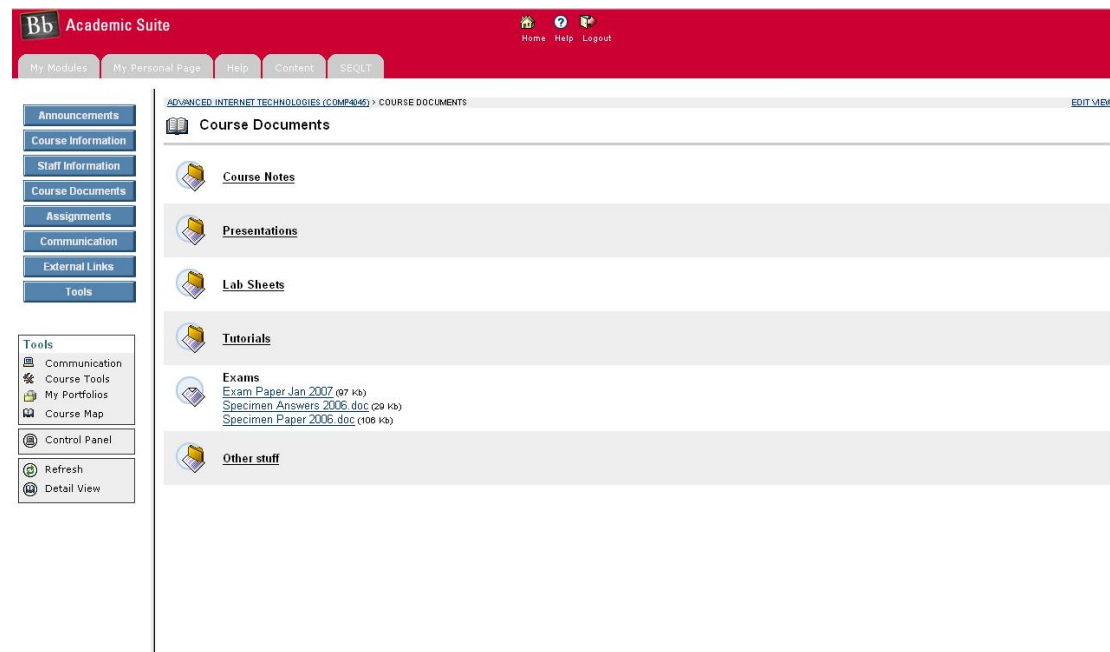 Bb Academic Suite
Home Help Logout
My Modules My Personal Page Help Content SEQLT
ADVANCED INTERNET TECHNOLOGIES (COMP4046) > COURSE DOCUMENTS EDIT VIEW
Course Documents
Announcements
Course Information
Staff Information
Course Documents
Assignments
Communication
External Links
Tools
Tools
Communication
Course Tools
My Portfolios
Course Map
Control Panel
Refresh
Detail View
Course Notes
Presentations
Lab Sheets
Tutorials
Exams
Exam Paper Jan 2007 (97 Kb)
Specimen Answers 2006.doc (29 Kb)
Specimen Paper 2006.doc (106 Kb)
Other stuff